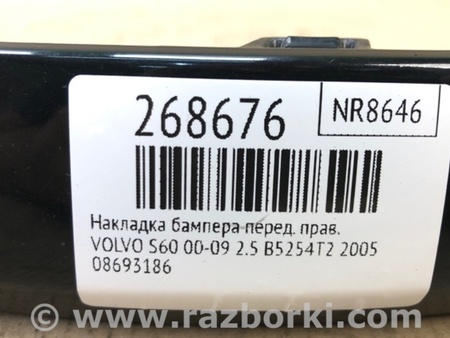 268676
NR8646
Накладка бампера перед. прав.
VOLVO S60 00-09 2.5 B5254T2 2005
08693186
www.razborki.com